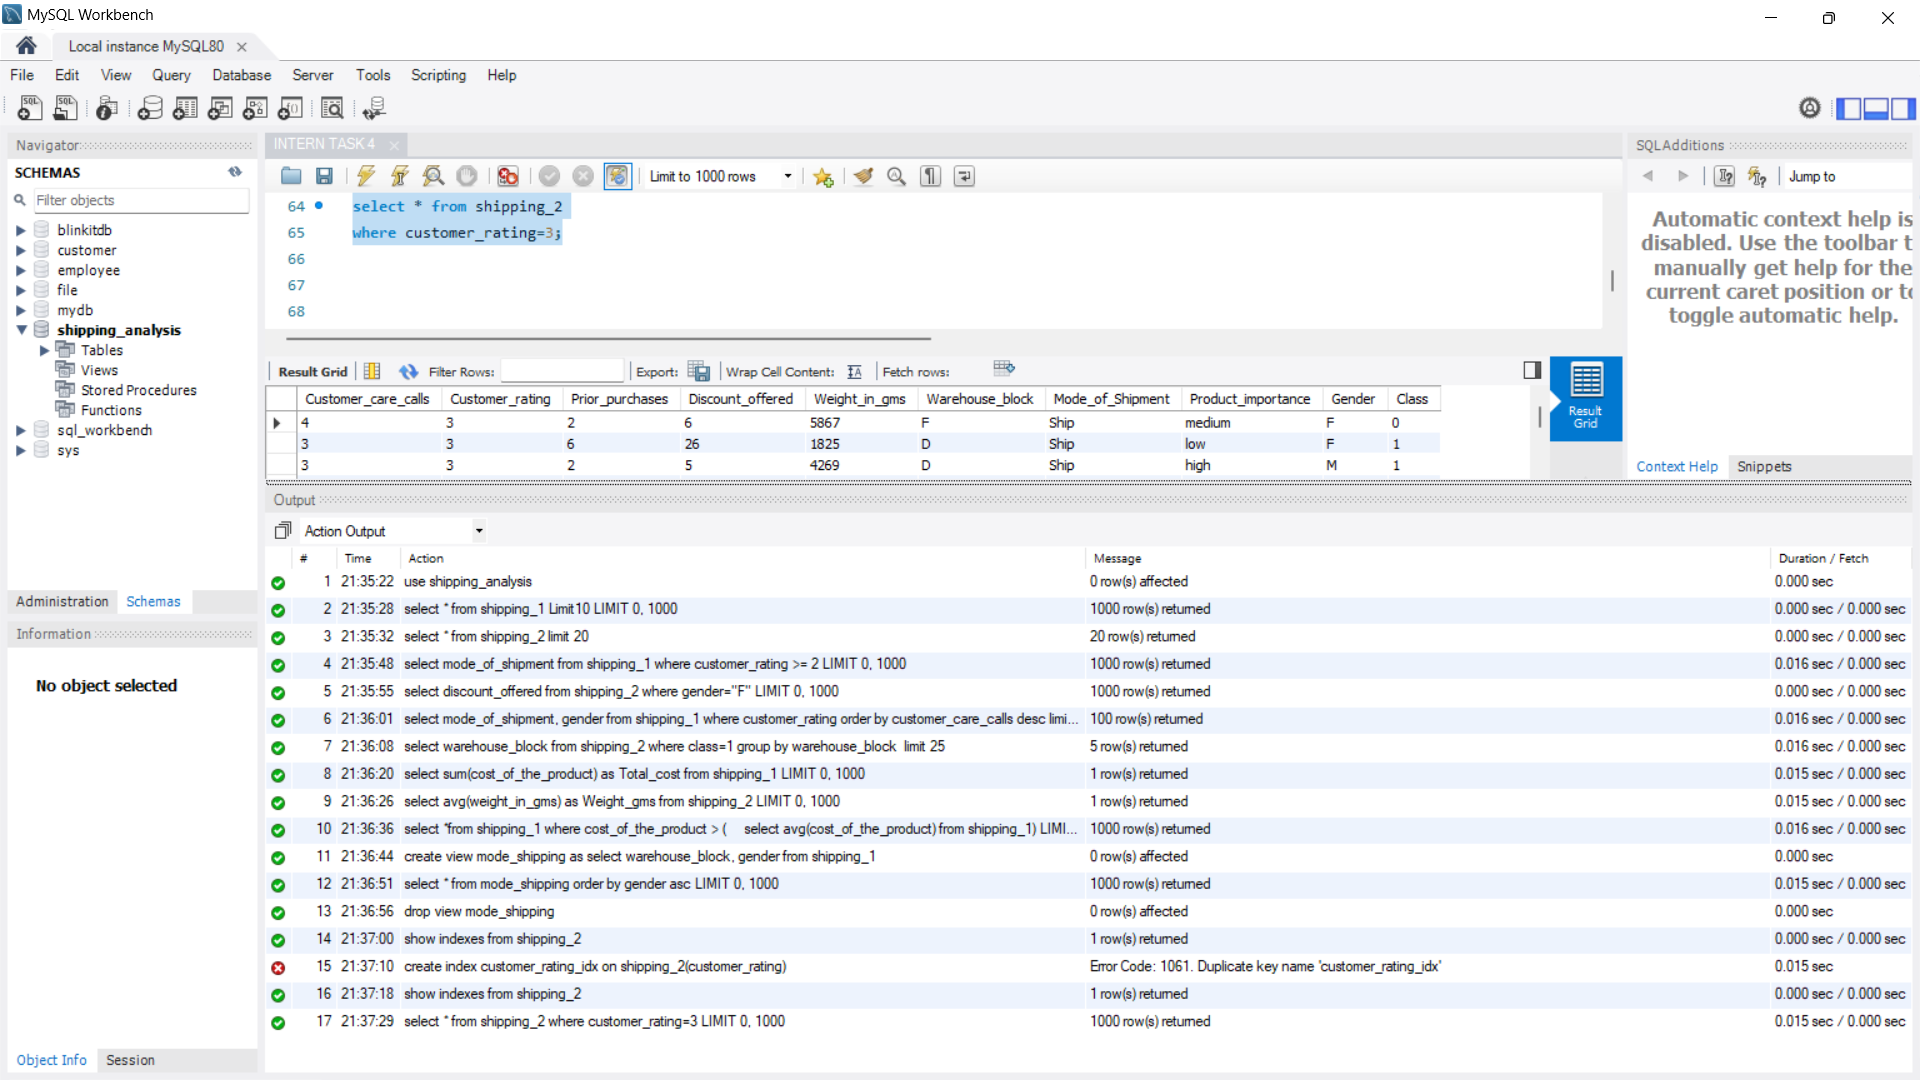 MySQL Workbench
Local instance MySQL80
File Edit View Query Database Server Tools Scripting Help
Navigator
SCHEMAS
Filter objects
blinkitdb
customer
employee
file
mydb
shipping_analysis
Tables
Views
Stored Procedures
Functions
sql_workbench
sys
Administration Schemas
Information
No object selected
Object Info Session
INTERN TASK 4
Limit to 1000 rows
64 select * from shipping_2
65 where customer_rating=3;
66
67
68
Result Grid Filter Rows: Export: Wrap Cell Content: Fetch rows:
Customer_care_calls Customer_rating Prior_purchases Discount_offered Weight_in_gms Warehouse_block Mode_of_Shipment Product_importance Gender Class
4 3 2 6 5867 F Ship medium F 0
3 3 6 26 1825 D Ship low F 1
3 3 2 5 4269 D Ship high M 1
Result
Grid
SQLAdditions
Jump to
Automatic context help is
disabled. Use the toolbar t
manually get help for the
current caret position or to
toggle automatic help.
Context Help Snippets
Output
Action Output
# Time Action Message Duration / Fetch
1 21:35:22 use shipping_analysis 0 row(s) affected 0.000 sec
2 21:35:28 select * from shipping_1 Limit10 LIMIT 0, 1000 1000 row(s) returned 0.000 sec / 0.000 sec
3 21:35:32 select * from shipping_2 limit 20 20 row(s) returned 0.000 sec / 0.000 sec
4 21:35:48 select mode_of_shipment from shipping_1 where customer_rating >= 2 LIMIT 0, 1000 1000 row(s) returned 0.016 sec / 0.000 sec
5 21:35:55 select discount_offered from shipping_2 where gender="F" LIMIT 0, 1000 1000 row(s) returned 0.000 sec / 0.000 sec
6 21:36:01 select mode_of_shipment, gender from shipping_1 where customer_rating order by customer_care_calls desc limi... 100 row(s) returned 0.016 sec / 0.000 sec
7 21:36:08 select warehouse_block from shipping_2 where class=1 group by warehouse_block limit 25 5 row(s) returned 0.016 sec / 0.000 sec
8 21:36:20 select sum(cost_of_the_product) as Total_cost from shipping_1 LIMIT 0, 1000 1 row(s) returned 0.015 sec / 0.000 sec
9 21:36:26 select avg(weight_in_gms) as Weight_gms from shipping_2 LIMIT 0, 1000 1 row(s) returned 0.015 sec / 0.000 sec
10 21:36:36 select *from shipping_1 where cost_of_the_product > ( select avg(cost_of_the_product) from shipping_1) LIMI... 1000 row(s) returned 0.016 sec / 0.000 sec
11 21:36:44 create view mode_shipping as select warehouse_block, gender from shipping_1 0 row(s) affected 0.000 sec
12 21:36:51 select * from mode_shipping order by gender asc LIMIT 0, 1000 1000 row(s) returned 0.015 sec / 0.000 sec
13 21:36:56 drop view mode_shipping 0 row(s) affected 0.000 sec
14 21:37:00 show indexes from shipping_2 1 row(s) returned 0.000 sec / 0.000 sec
15 21:37:10 create index customer_rating_idx on shipping_2(customer_rating) Error Code: 1061. Duplicate key name 'customer_rating_idx' 0.015 sec
16 21:37:18 show indexes from shipping_2 1 row(s) returned 0.000 sec / 0.000 sec
17 21:37:29 select * from shipping_2 where customer_rating=3 LIMIT 0, 1000 1000 row(s) returned 0.015 sec / 0.000 sec